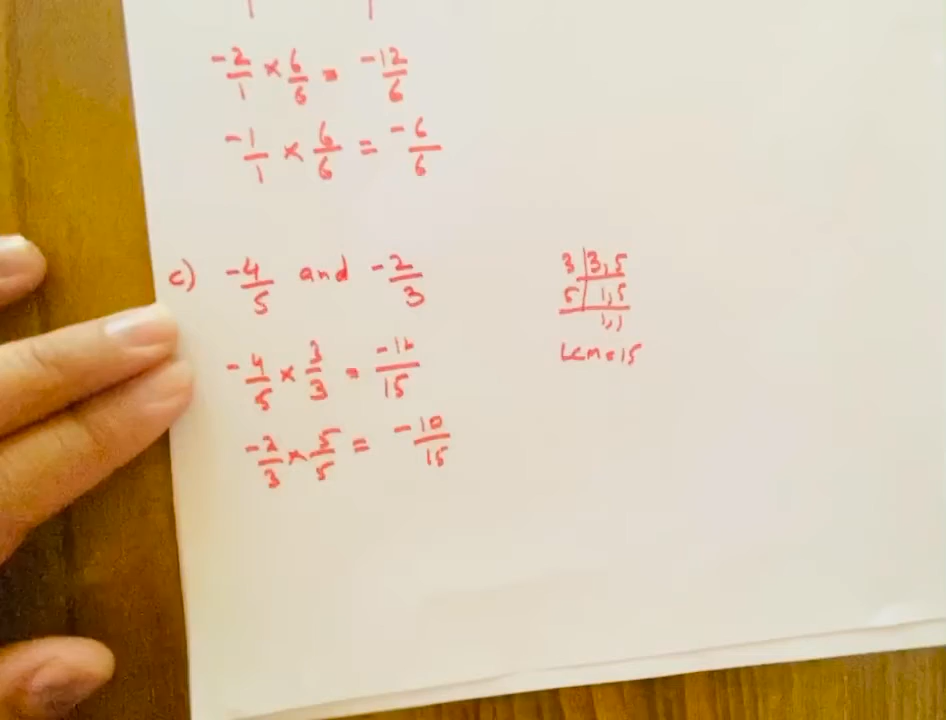 -2/1 × 6/6 = -12/6
-1/1 × 6/6 = -6/6
c) -4/5 and -2/3
3 | 3, 5
5 | 1, 5
1, 1
LCM = 15
-4/5 × 3/3 = -12/15
-2/3 × 5/5 = -10/15